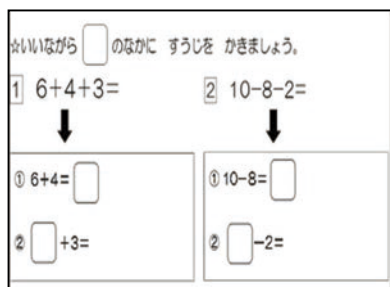 ☆いいながら □ のなかに すうじを かきましょう。
1 6+4+3=
2 10-8-2=
① 6+4= □
② □ +3=
① 10-8= □
② □ -2=